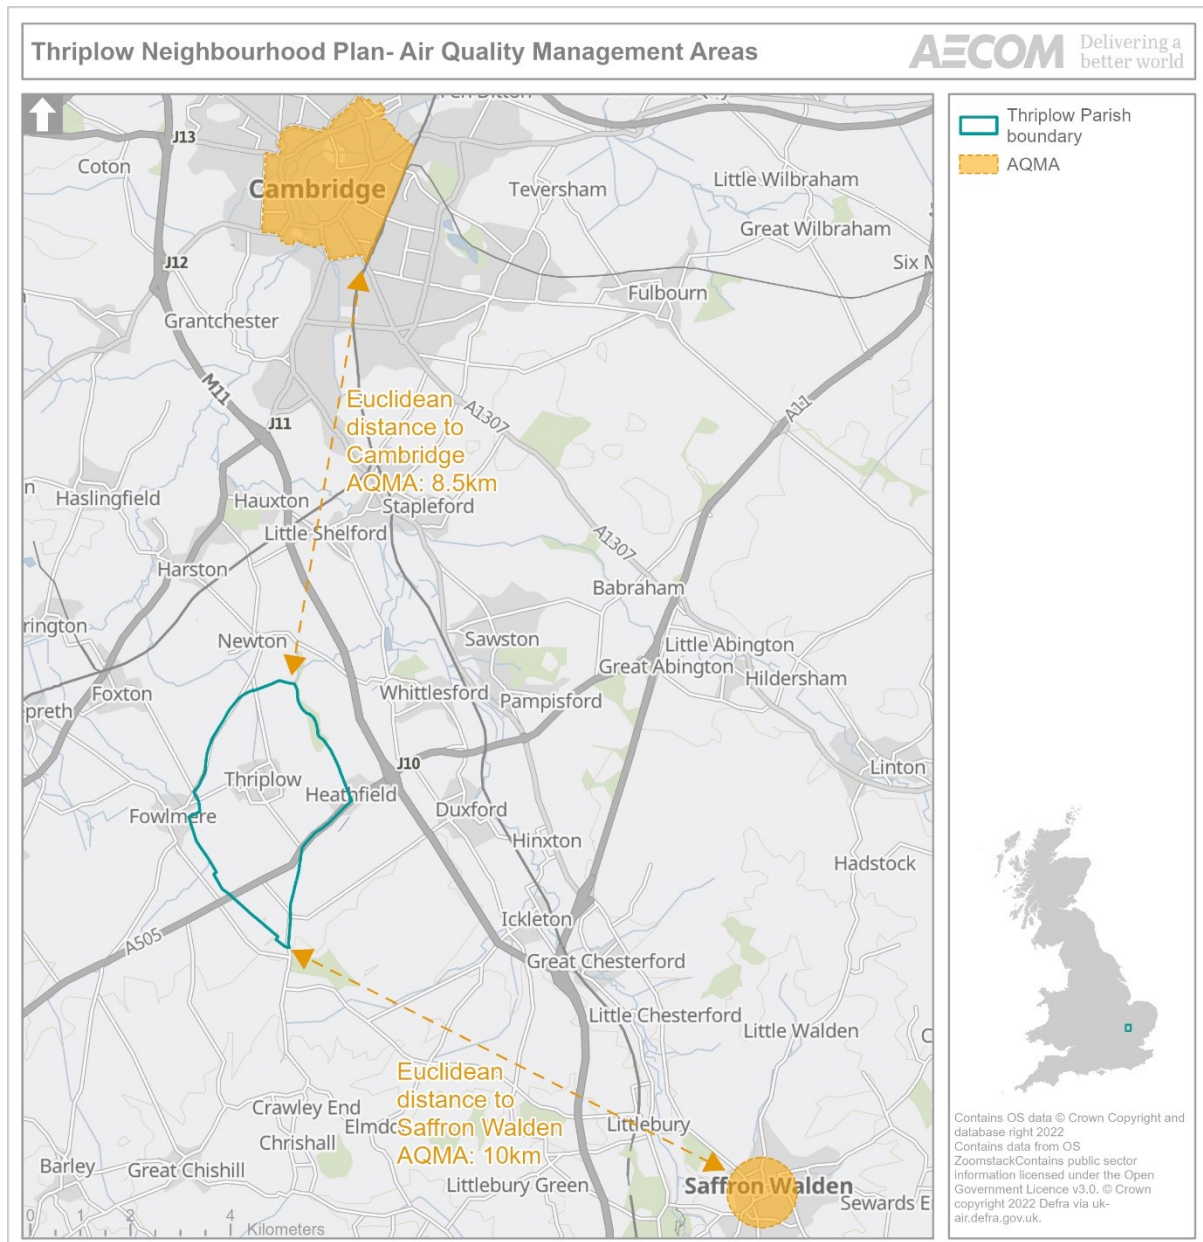 Thriplow Neighbourhood Plan- Air Quality Management Areas
AECOM
Delivering a
better world
Thriplow Parish
boundary
AQMA
J13
Coton
Cambridge
Teversham
Little Wilbraham
Great Wilbraham
J12
Six M
Fulbourn
Grantchester
M11
Euclidean
distance to
Cambridge
AQMA: 8.5km
A1307
A11
J11
Haslingfield
Hauxton
Stapleford
Little Shelford
A1307
Harston
Babraham
rington
Newton
Sawston
Little Abington
Great Abington
Hildersham
Foxton
Whittlesford
Pampisford
preth
J10
Thriplow
Heathfield
Linton
Fowlmere
Duxford
Hinxton
Hadstock
Ickleton
A505
Great Chesterford
Little Chesterford
Little Walden
C
Euclidean
distance to
Saffron Walden
AQMA: 10km
Crawley End
Elmdo
Chrishall
Littlebury
Barley
Great Chishill
Littlebury Green
Saffron Walden
Sewards E
0 2 4 Kilometers
Contains OS data © Crown Copyright and
database right 2022
Contains data from OS
ZoomstackContains public sector
information licensed under the Open
Government Licence v3.0. © Crown
copyright 2022 Defra via uk-
air.defra.gov.uk.